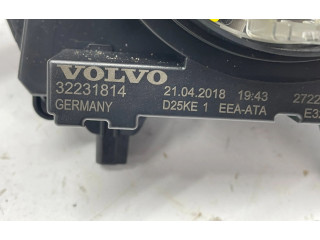 VOLVO
32231814 21.04.2018 19:43 2722
GERMANY D25KE 1 EEA-ATA E3